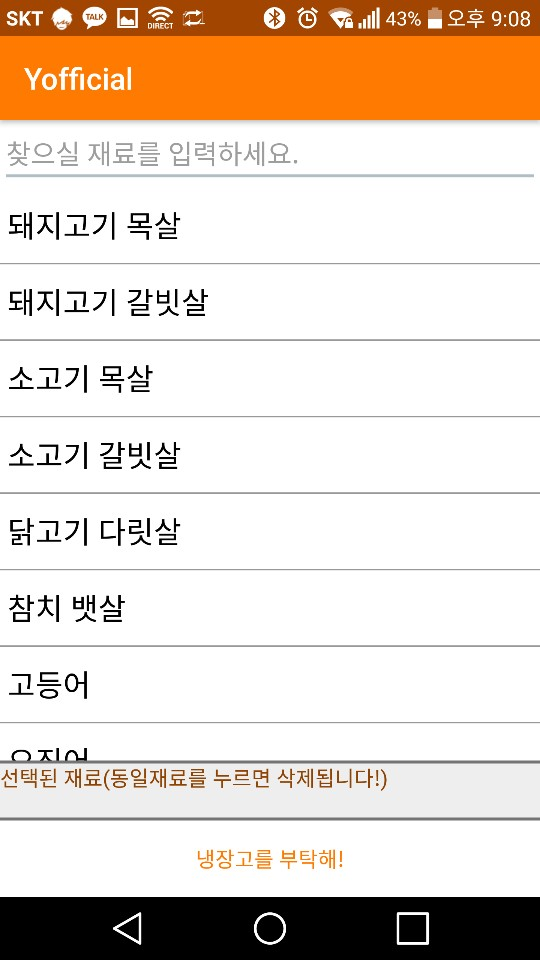 SKT TALK DIRECT 43% 오후 9:08
Yofficial
찾으실 재료를 입력하세요.
돼지고기 목살
돼지고기 갈빗살
소고기 목살
소고기 갈빗살
닭고기 다릿살
참치 뱃살
고등어
오징어
선택된 재료(동일재료를 누르면 삭제됩니다!)
냉장고를 부탁해!